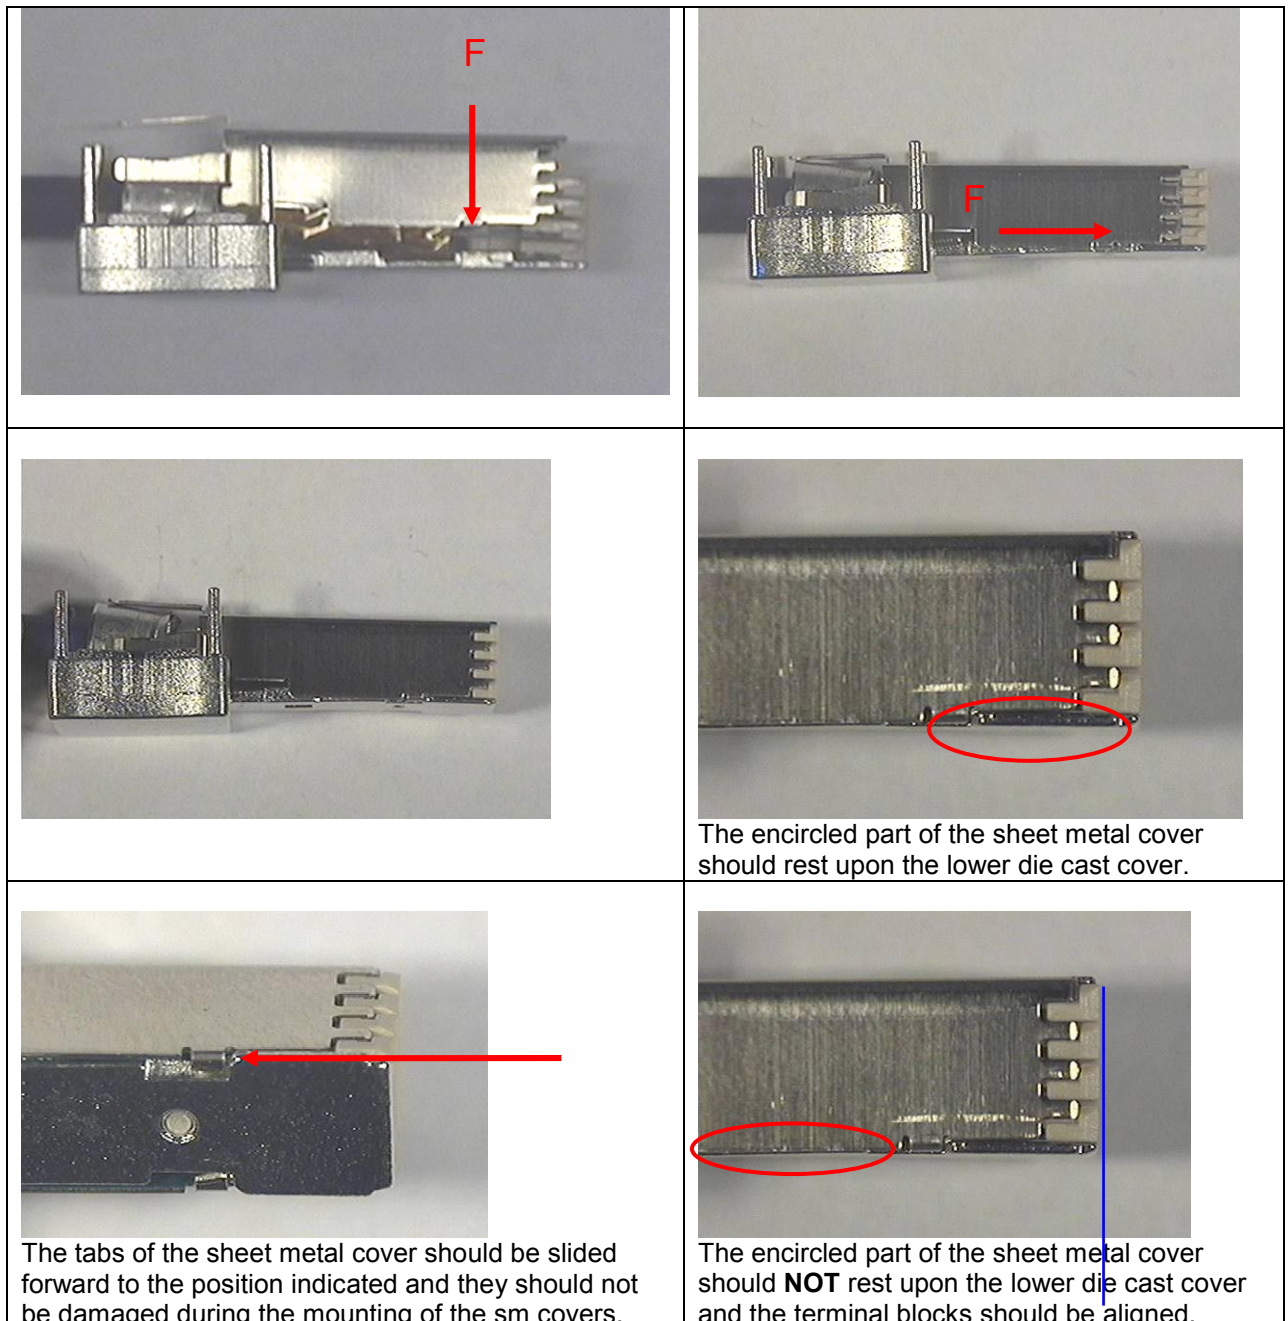 F
F
The encircled part of the sheet metal cover
should rest upon the lower die cast cover.
The tabs of the sheet metal cover should be slided
forward to the position indicated and they should not
be damaged during the mounting of the sm covers.
The encircled part of the sheet metal cover
should NOT rest upon the lower die cast cover
and the terminal blocks should be aligned.